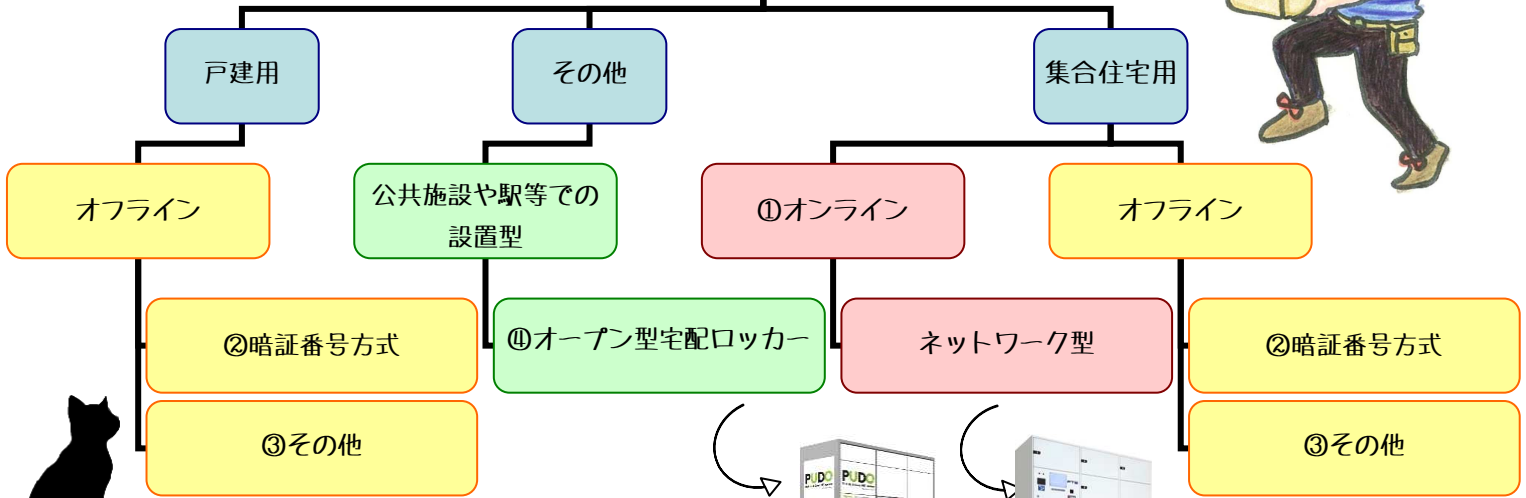 戸建用
その他
集合住宅用
オフライン
公共施設や駅等での
設置型
①オンライン
オフライン
②暗証番号方式
④オープン型宅配ロッカー
ネットワーク型
②暗証番号方式
③その他
③その他
PUDO
PUDO